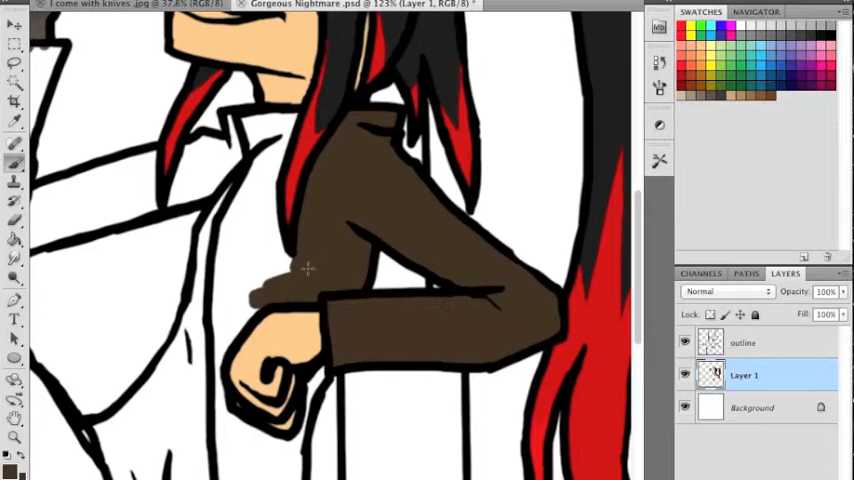 I come with knives .jpg @ 37.8% (RGB/8)
Gorgeous Nightmare .psd @ 123% (Layer 1, RGB/8) *
SWATCHES
NAVIGATOR
Mb
CHANNELS
PATHS
LAYERS
Normal
Opacity: 100%
Lock:
Fill: 100%
outline
Layer 1
Background